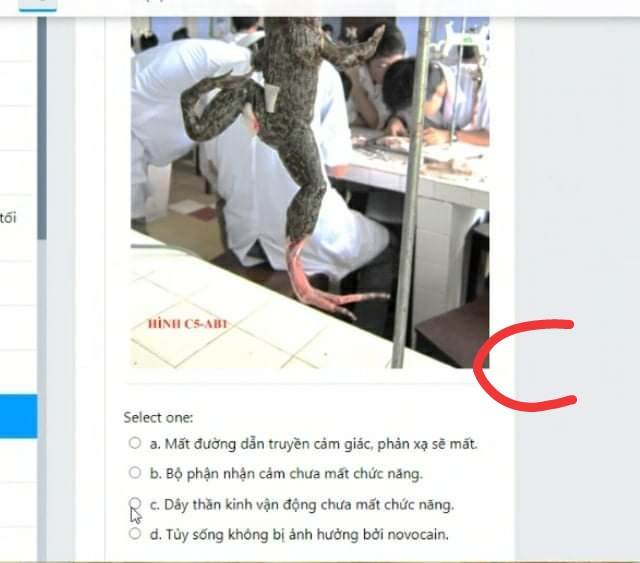 tối
HÌNH C5-AB1
Select one:
a. Mất đường dẫn truyền cảm giác, phản xạ sẽ mất.
b. Bộ phận nhận cảm chưa mất chức năng.
c. Dây thần kinh vận động chưa mất chức năng.
d. Tủy sống không bị ảnh hưởng bởi novocain.